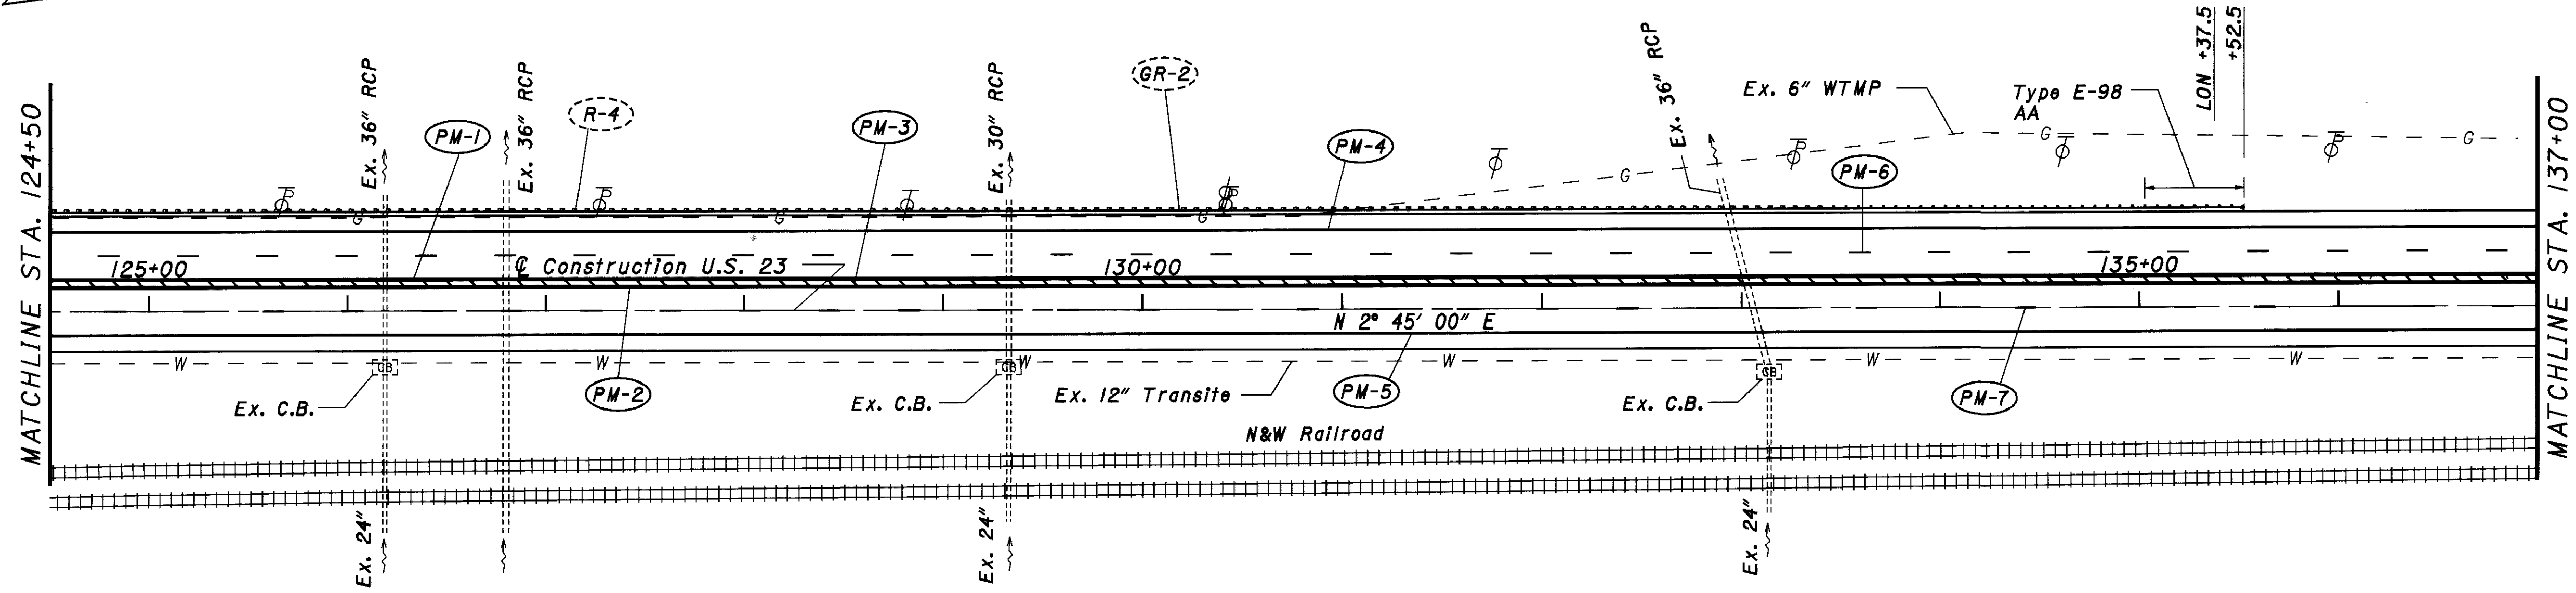 MATCHLINE STA. 124+50
Ex. 36" RCP
PM-1
Ex. 36" RCP
R-4
PM-3
Ex. 30" RCP
GR-2
PM-4
Ex. 36" RCP
Ex. 6" WTMP
PM-6
Type E-98
AA
LON +37.5
+52.5
MATCHLINE STA. 137+00
G
G
G
G
G
G
125+00
℄ Construction U.S. 23
130+00
135+00
N 2° 45' 00" E
W
W
W
W
W
W
CB
CB
CB
Ex. C.B.
PM-2
Ex. C.B.
Ex. 12" Transite
PM-5
Ex. C.B.
PM-7
N&W Railroad
Ex. 24"
Ex. 24"
Ex. 24"